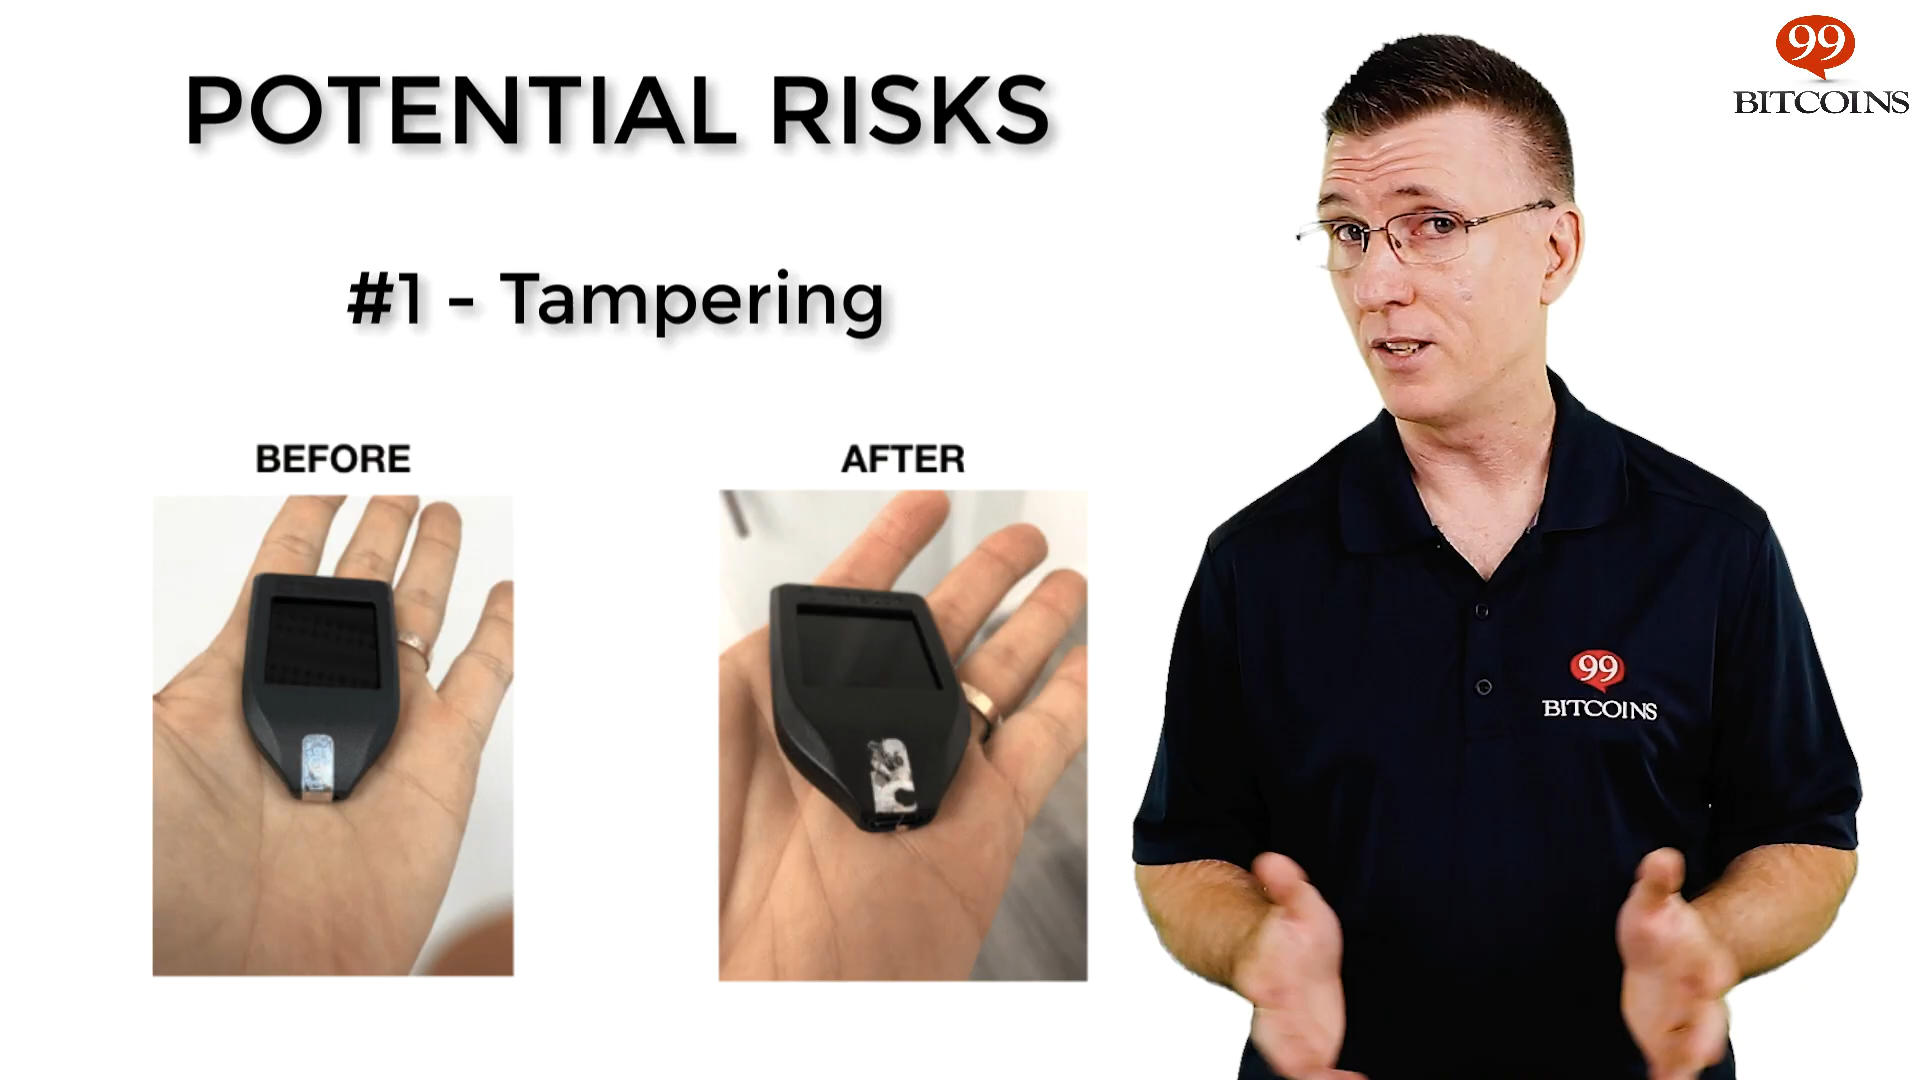 POTENTIAL RISKS
#1 - Tampering
BEFORE
AFTER
99
BITCOINS
99
BITCOINS